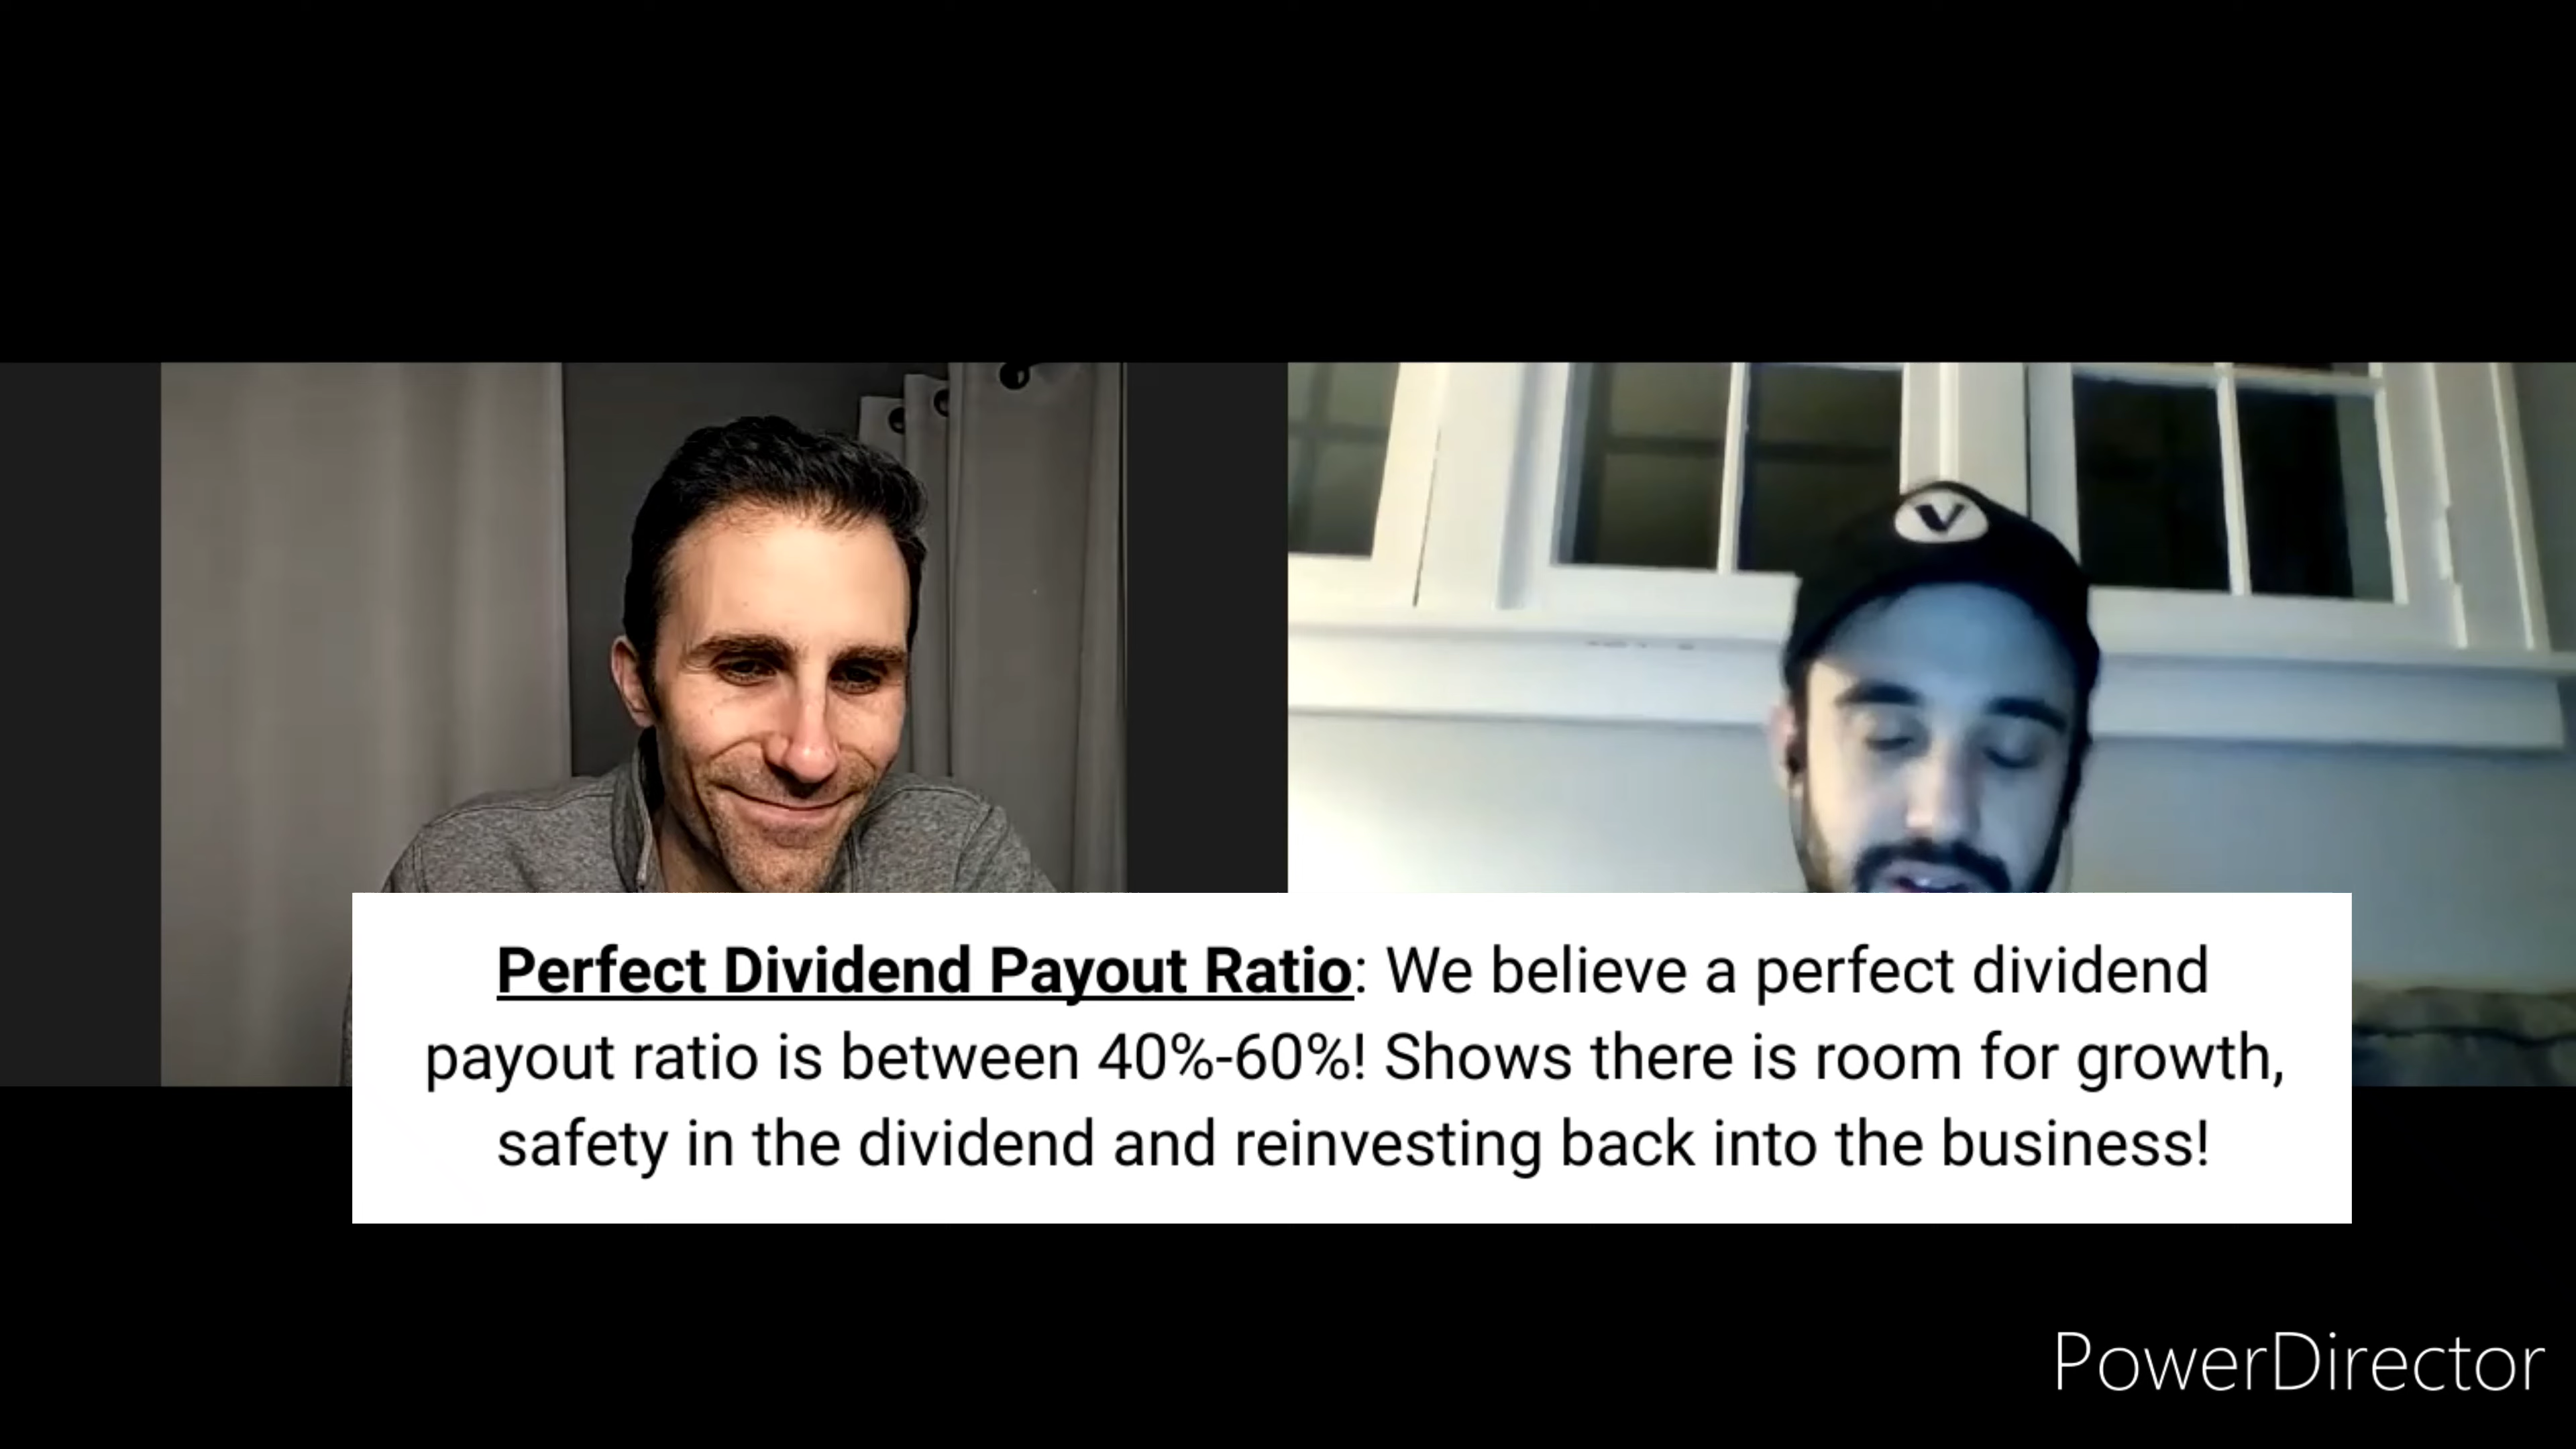 V
Perfect Dividend Payout Ratio: We believe a perfect dividend
payout ratio is between 40%-60%! Shows there is room for growth,
safety in the dividend and reinvesting back into the business!
PowerDirector